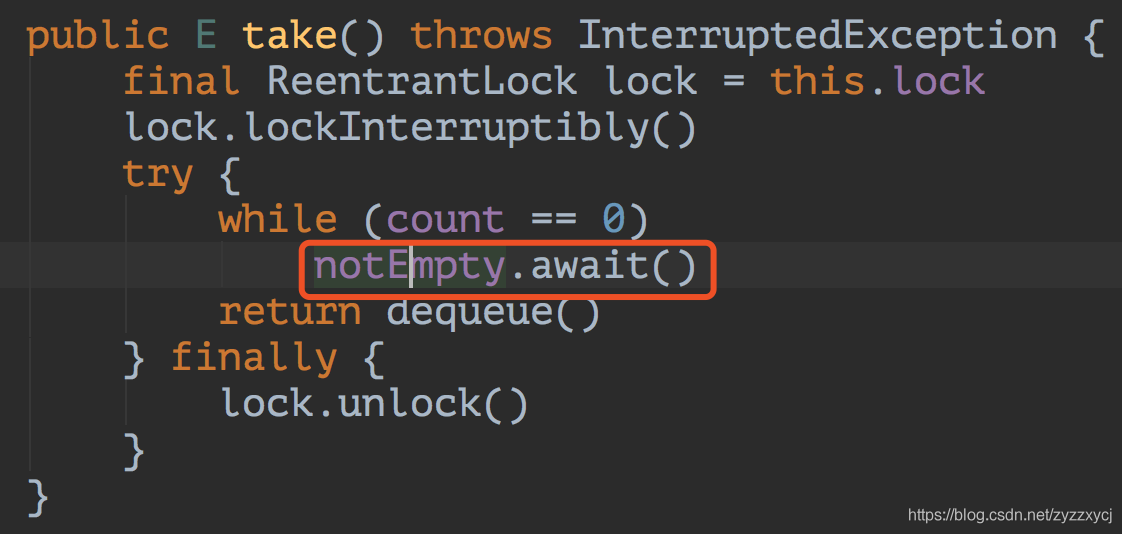 public E take() throws InterruptedException {
final ReentrantLock lock = this.lock
lock.lockInterruptibly()
try {
while (count == 0)
notEmpty.await()
return dequeue()
} finally {
lock.unlock()
}
}
https://blog.csdn.net/zyzzxycj